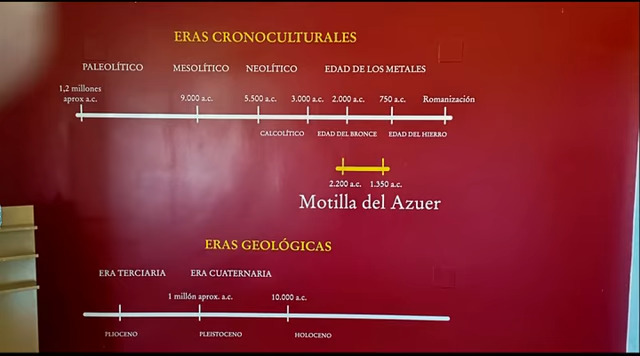 ERAS CRONOCULTURALES
PALEOLÍTICO MESOLÍTICO NEOLÍTICO EDAD DE LOS METALES
1,2 millones
aprox a.c.
9.000 a.c. 5.500 a.c. 3.000 a.c. 2.000 a.c. 750 a.c. Romanización
CALCOLÍTICO EDAD DEL BRONCE EDAD DEL HIERRO
2.200 a.c. 1.350 a.c.
Motilla del Azuer
ERAS GEOLÓGICAS
ERA TERCIARIA ERA CUATERNARIA
1 millón aprox. a.c. 10.000 a.c.
PLIOCENO PLEISTOCENO HOLOCENO